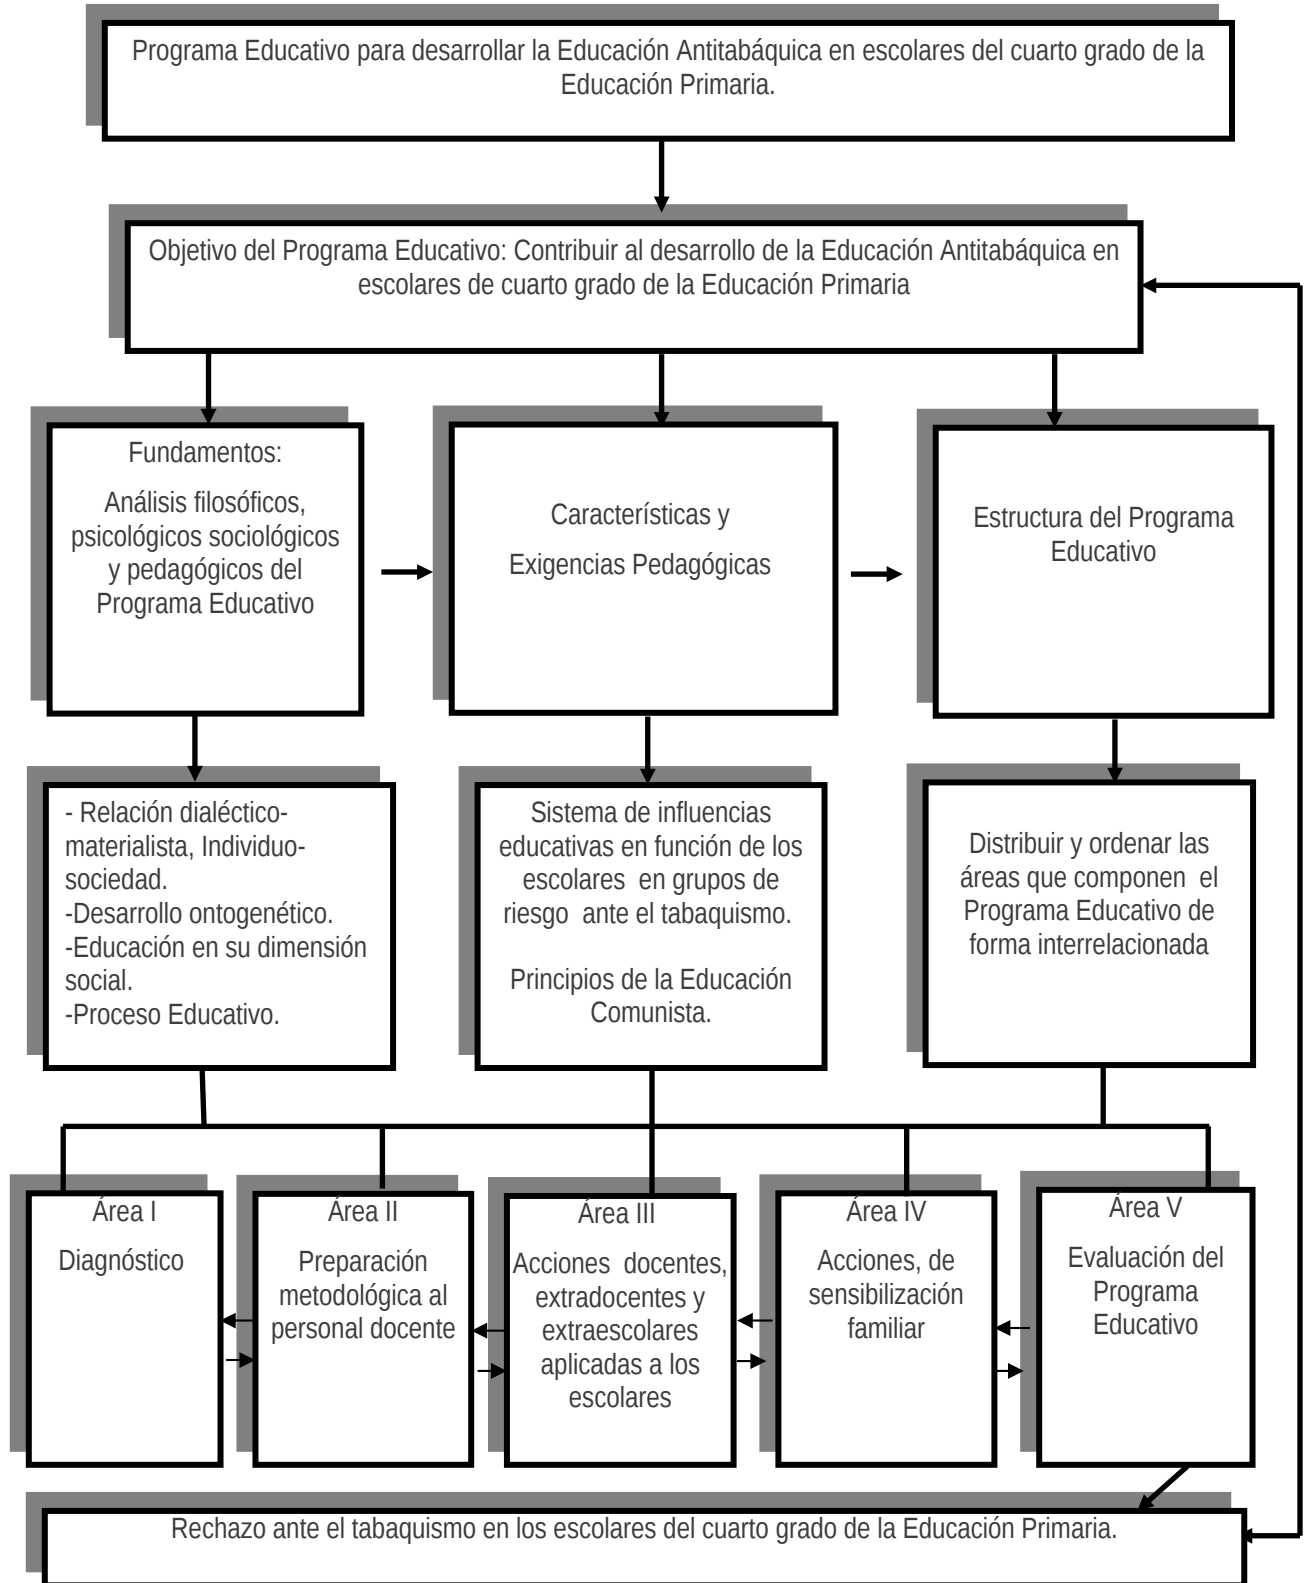 Programa Educativo para desarrollar la Educación Antitabáquica en escolares del cuarto grado de la
Educación Primaria.
Objetivo del Programa Educativo: Contribuir al desarrollo de la Educación Antitabáquica en
escolares de cuarto grado de la Educación Primaria
Fundamentos:
Análisis filosóficos,
psicológicos sociológicos
y pedagógicos del
Programa Educativo
Características y
Exigencias Pedagógicas
Estructura del Programa
Educativo
- Relación dialéctico-
materialista, Individuo-
sociedad.
-Desarrollo ontogenético.
-Educación en su dimensión
social.
-Proceso Educativo.
Sistema de influencias
educativas en función de los
escolares en grupos de
riesgo ante el tabaquismo.
Principios de la Educación
Comunista.
Distribuir y ordenar las
áreas que componen el
Programa Educativo de
forma interrelacionada
Área I
Diagnóstico
Área II
Preparación
metodológica al
personal docente
Área III
Acciones docentes,
extradocentes y
extraescolares
aplicadas a los
escolares
Área IV
Acciones, de
sensibilización
familiar
Área V
Evaluación del
Programa
Educativo
Rechazo ante el tabaquismo en los escolares del cuarto grado de la Educación Primaria.